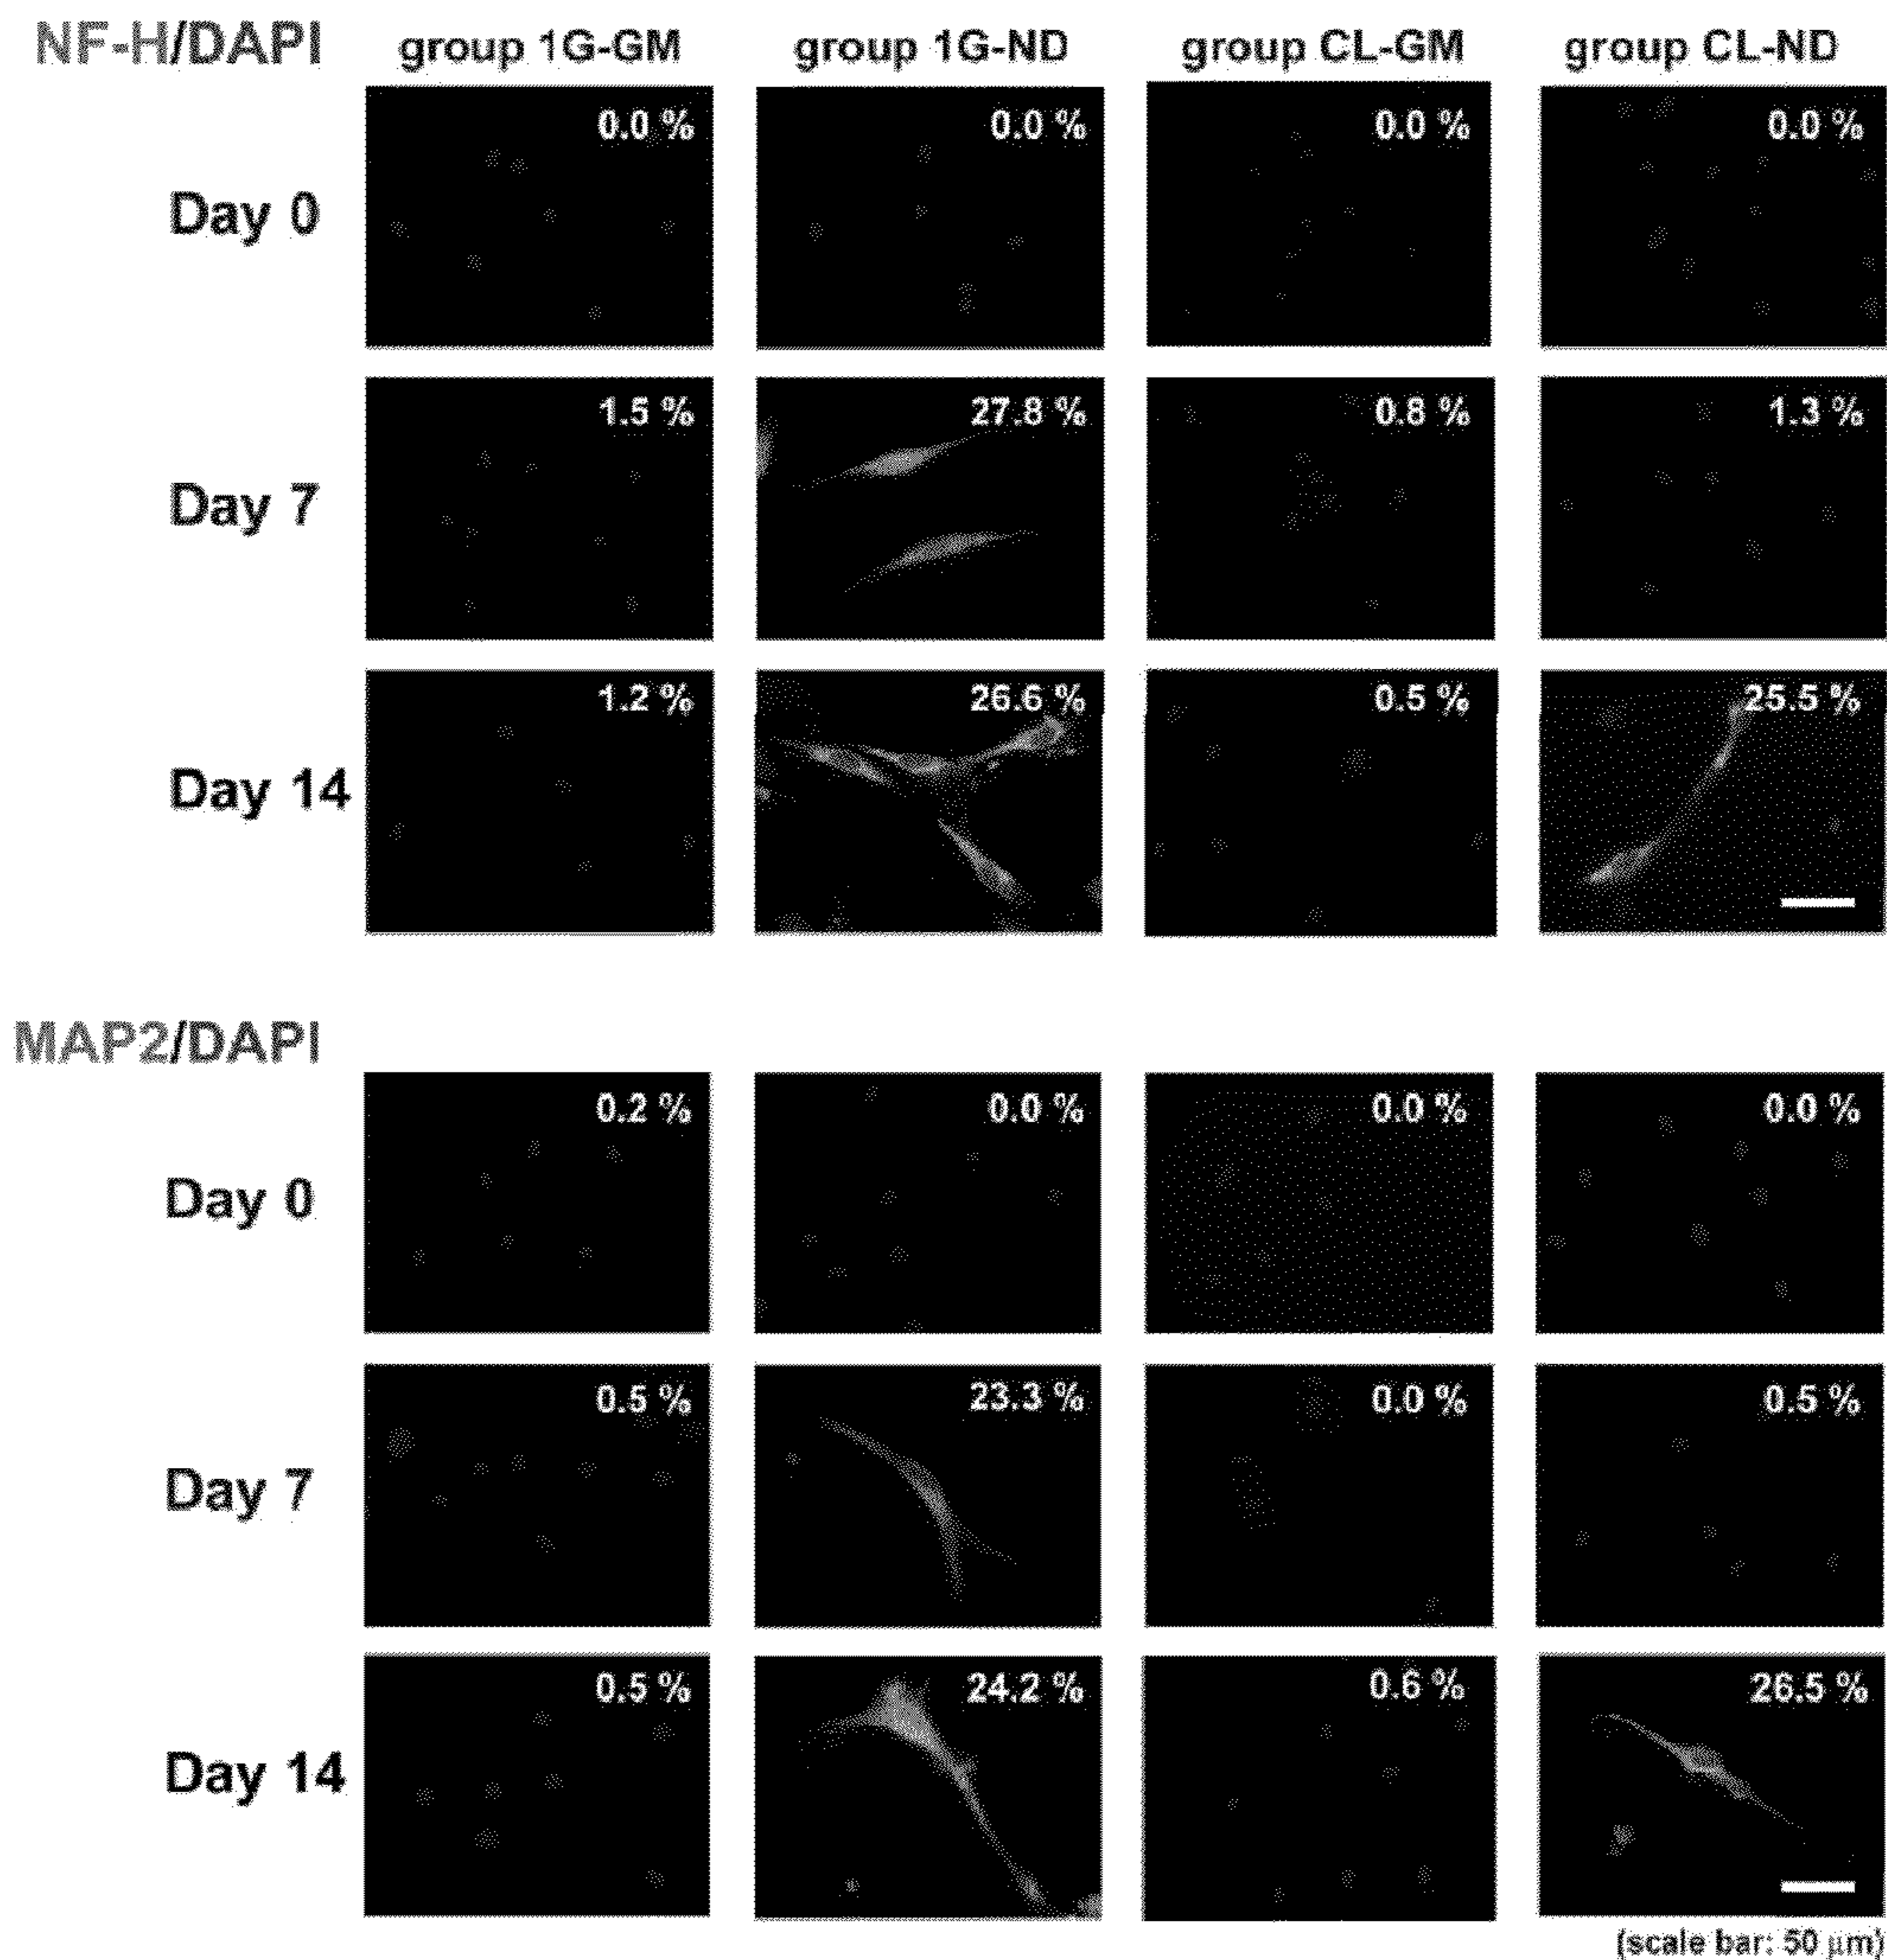 NF-H/DAPI group 1G-GM group 1G-ND group CL-GM group CL-ND
Day 0 0.0 % 0.0 % 0.0 % 0.0 %
Day 7 1.5 % 27.8 % 0.8 % 1.3 %
Day 14 1.2 % 26.6 % 0.5 % 25.5 %
MAP2/DAPI
Day 0 0.2 % 0.0 % 0.0 % 0.0 %
Day 7 0.5 % 23.3 % 0.0 % 0.5 %
Day 14 0.5 % 24.2 % 0.6 % 26.5 %
(scale bar: 50 μm)